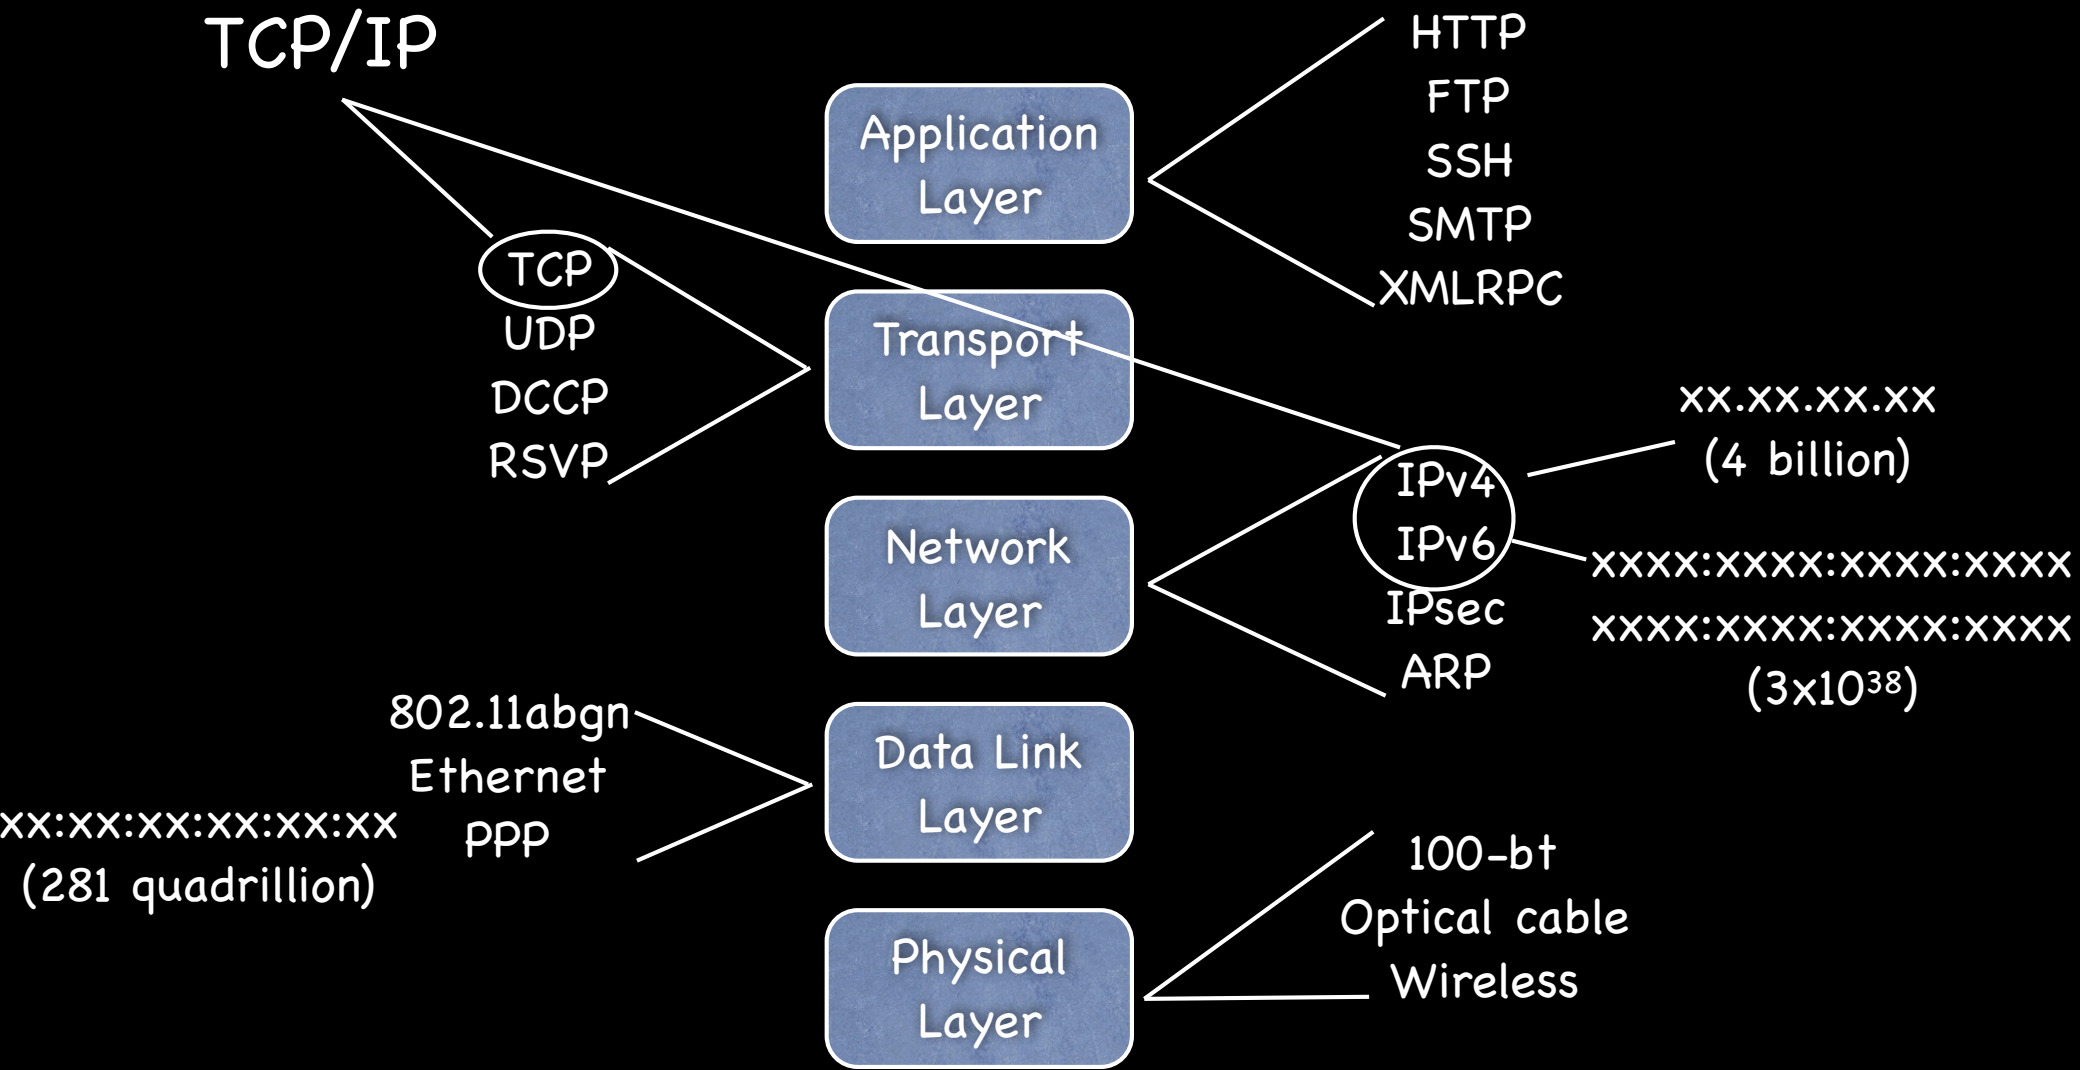 TCP/IP
Application
Layer
HTTP
FTP
SSH
SMTP
XMLRPC
TCP
UDP
DCCP
RSVP
Transport
Layer
Network
Layer
IPv4
IPv6
IPsec
ARP
xx.xx.xx.xx
(4 billion)
xxxx:xxxx:xxxx:xxxx
xxxx:xxxx:xxxx:xxxx
(3x10³⁸)
802.11abgn
Ethernet
PPP
xx:xx:xx:xx:xx:xx
(281 quadrillion)
Data Link
Layer
Physical
Layer
100-bt
Optical cable
Wireless